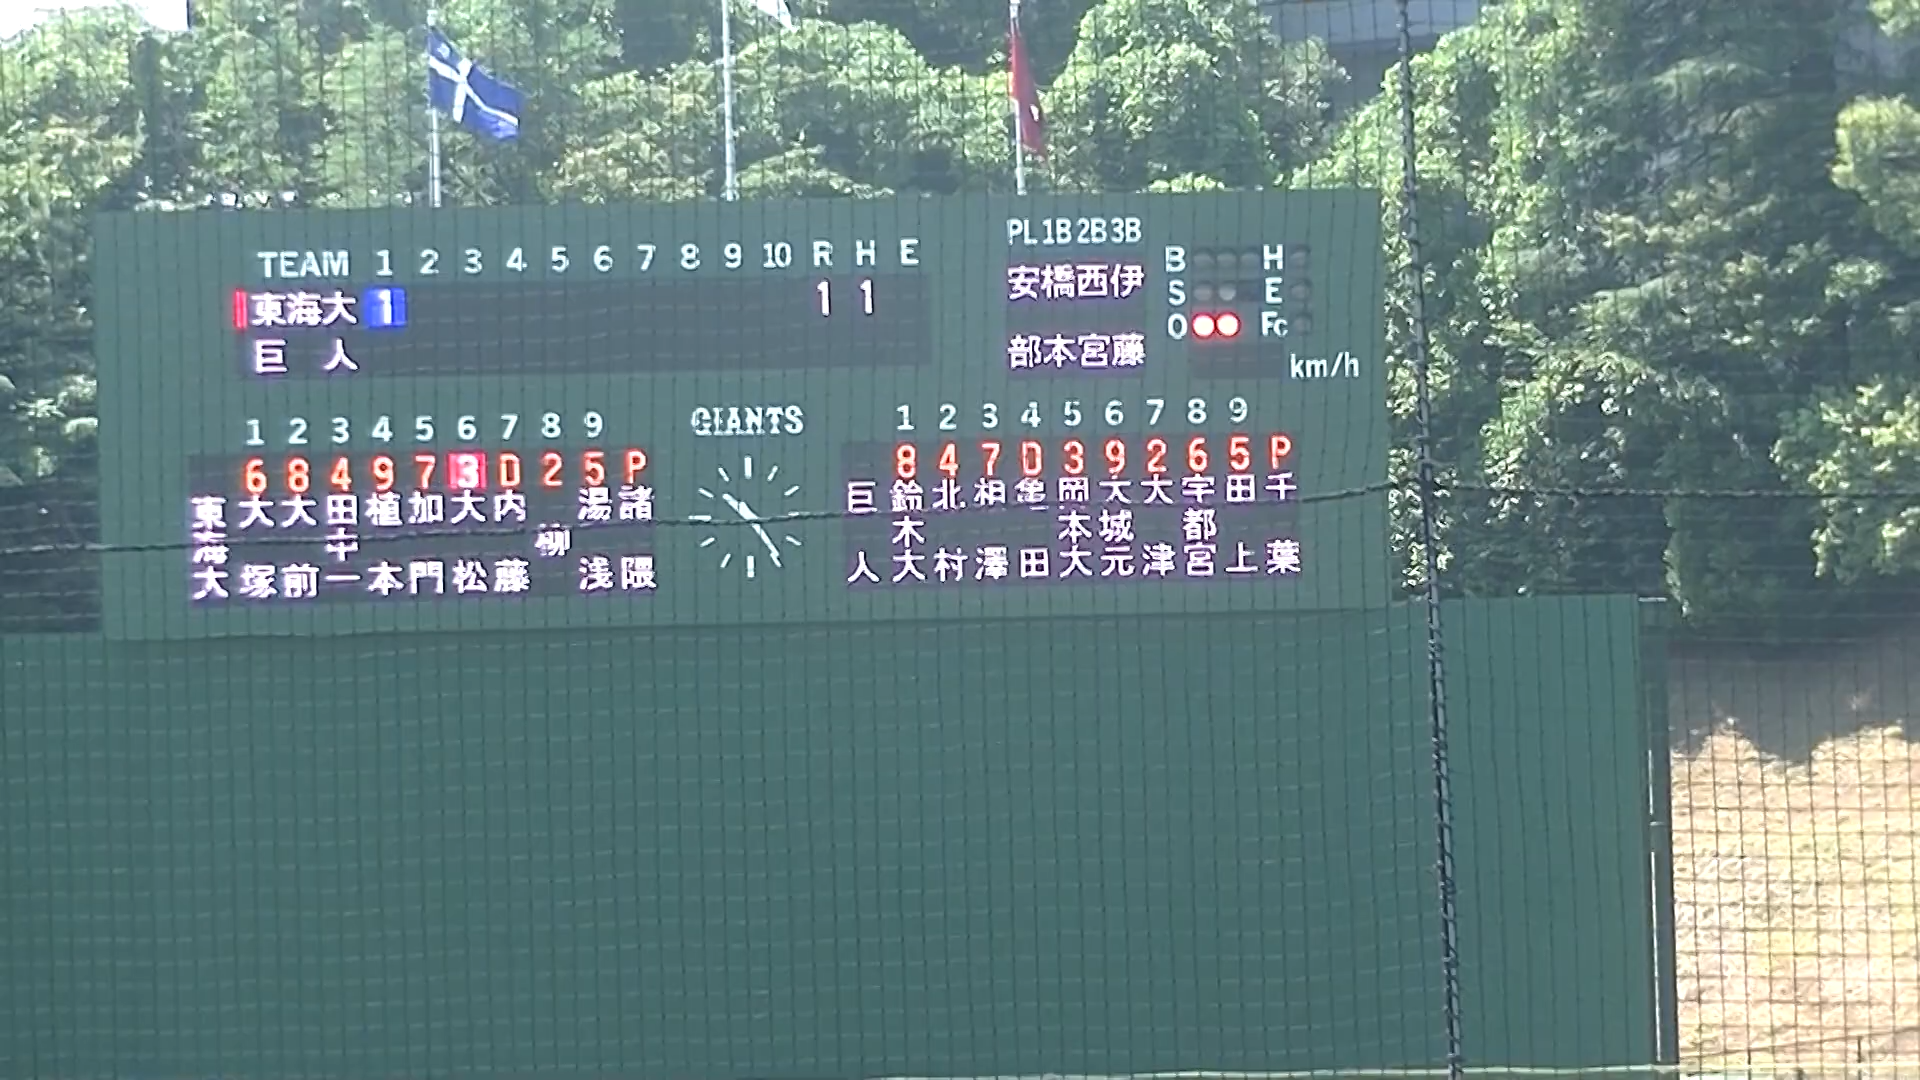 TEAM 1 2 3 4 5 6 7 8 9 10 R H E
東海大 1 1 1
巨人
PL 1B 2B 3B
安橋西伊
部本宮藤
B H
S E
O Fc
km/h
GIANTS
1 2 3 4 5 6 7 8 9
6 8 4 9 7 3 D 2 5 P
東海大 大塚 大前 田中一 植本 加門 大松 内藤 柳 湯浅 諸隈
1 2 3 4 5 6 7 8 9
8 4 7 D 3 9 2 6 5 P
巨人 鈴木大 北村 相澤 亀田 岡本大 大城元 大津 宇都宮 田上 千葉